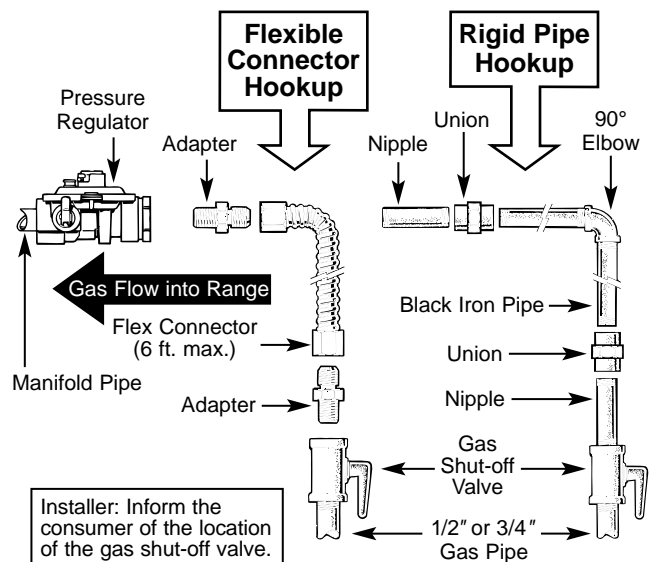 Flexible
Connector
Hookup
Rigid Pipe
Hookup
Pressure
Regulator
Adapter
Nipple
Union
90°
Elbow
Gas Flow into Range
Black Iron Pipe
Flex Connector
(6 ft. max.)
Union
Manifold Pipe
Adapter
Nipple
Gas
Shut-off
Valve
Installer: Inform the
consumer of the location
of the gas shut-off valve.
1/2" or 3/4"
Gas Pipe